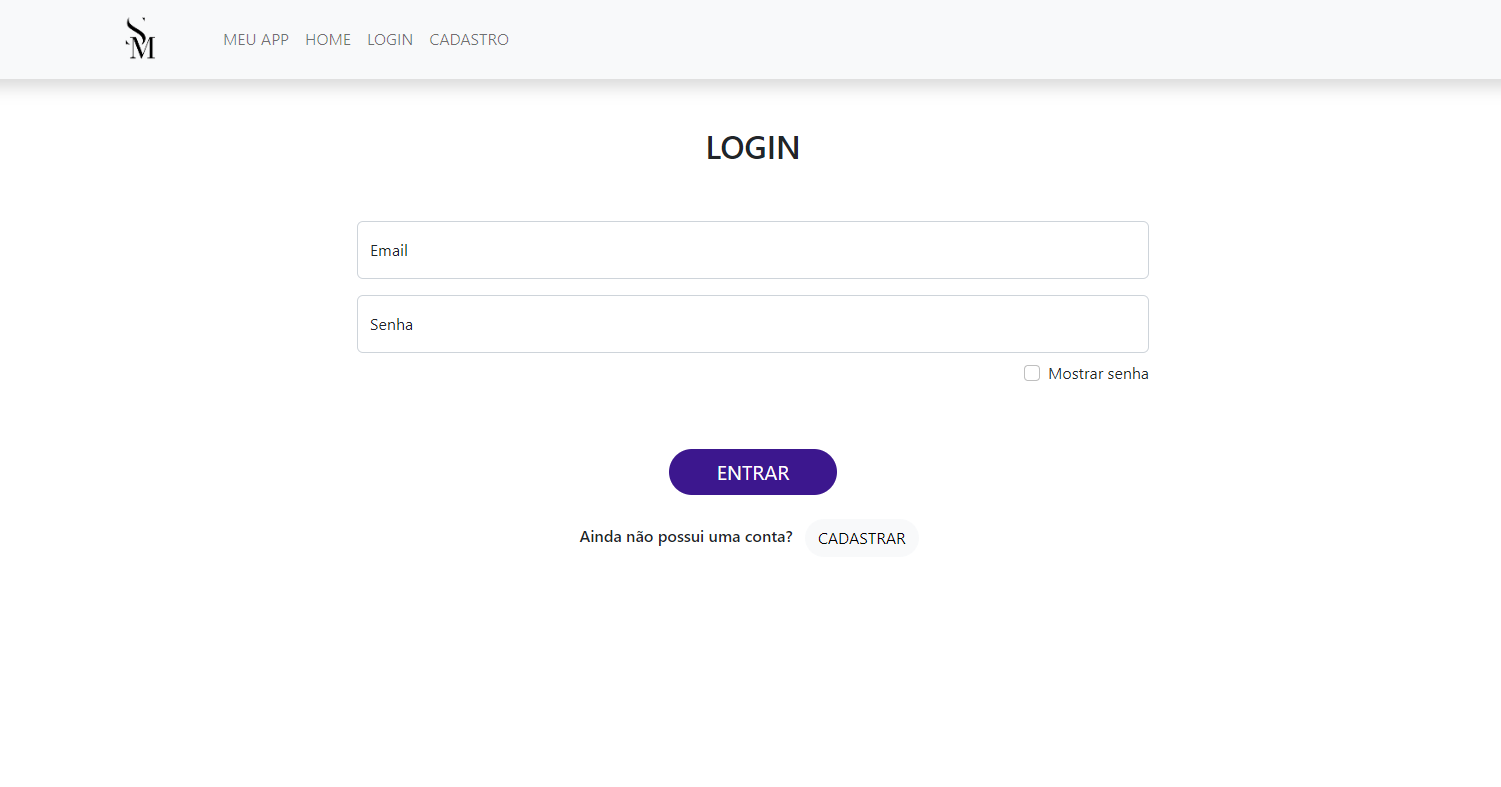 SM
MEU APP HOME LOGIN CADASTRO
LOGIN
Email
Senha
Mostrar senha
ENTRAR
Ainda não possui uma conta? CADASTRAR